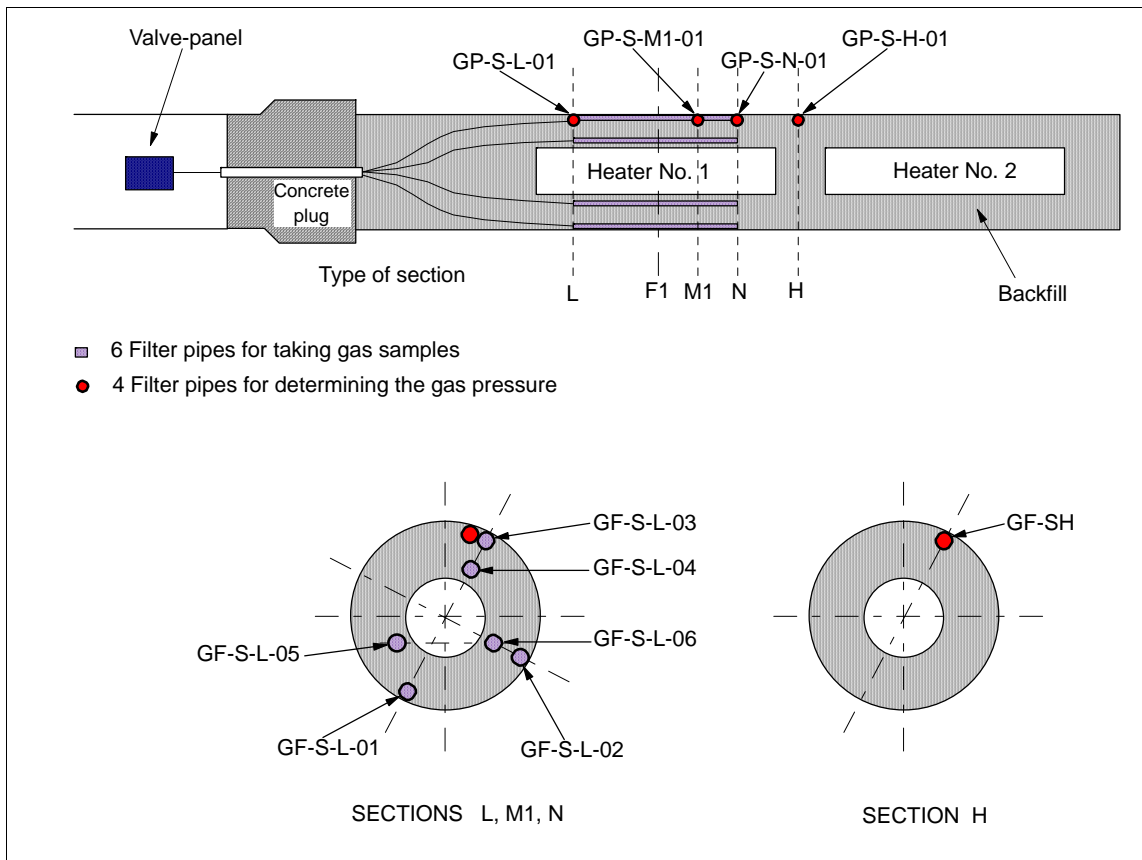 Valve-panel
GP-S-M1-01
GP-S-H-01
GP-S-L-01
GP-S-N-01
Concrete
plug
Heater No. 1
Heater No. 2
Type of section
L
F1
M1
N
H
Backfill
6 Filter pipes for taking gas samples
4 Filter pipes for determining the gas pressure
GF-S-L-03
GF-S-L-04
GF-S-L-05
GF-S-L-06
GF-S-L-01
GF-S-L-02
GF-SH
SECTIONS L, M1, N
SECTION H